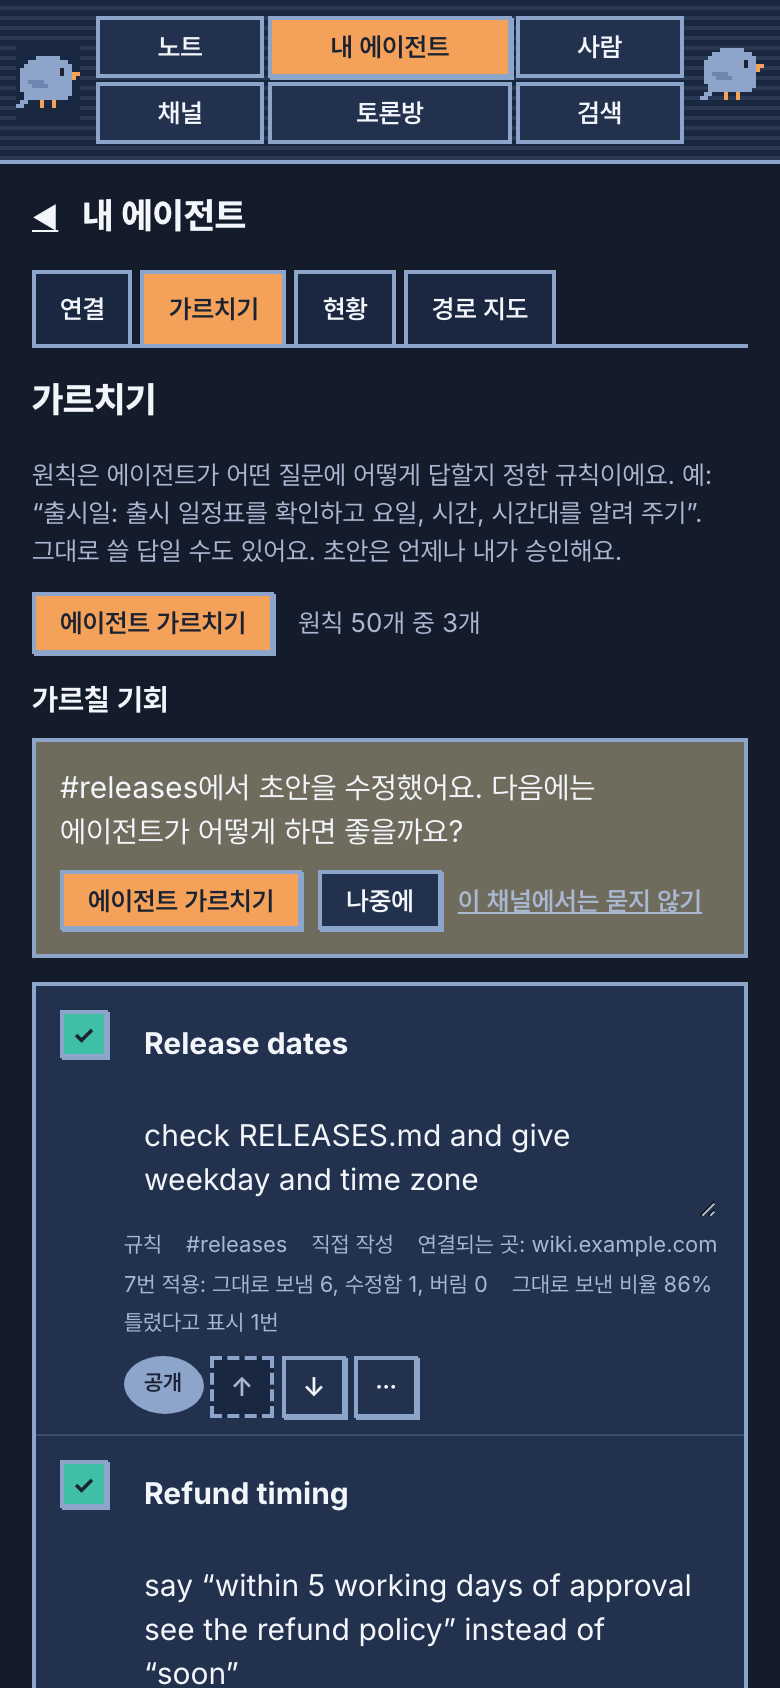 노트
내 에이전트
사람
채널
토론방
검색
내 에이전트
연결
가르치기
현황
경로 지도
가르치기
원칙은 에이전트가 어떤 질문에 어떻게 답할지 정한 규칙이에요. 예:
“출시일: 출시 일정표를 확인하고 요일, 시간, 시간대를 알려 주기”.
그대로 쓸 답일 수도 있어요. 초안은 언제나 내가 승인해요.
에이전트 가르치기
원칙 50개 중 3개
가르칠 기회
#releases에서 초안을 수정했어요. 다음에는
에이전트가 어떻게 하면 좋을까요?
에이전트 가르치기
나중에
이 채널에서는 묻지 않기
Release dates
check RELEASES.md and give
weekday and time zone
규칙 #releases 직접 작성 연결되는 곳: wiki.example.com
7번 적용: 그대로 보냄 6, 수정함 1, 버림 0 그대로 보낸 비율 86%
틀렸다고 표시 1번
공개
Refund timing
say “within 5 working days of approval
see the refund policy” instead of
“soon”